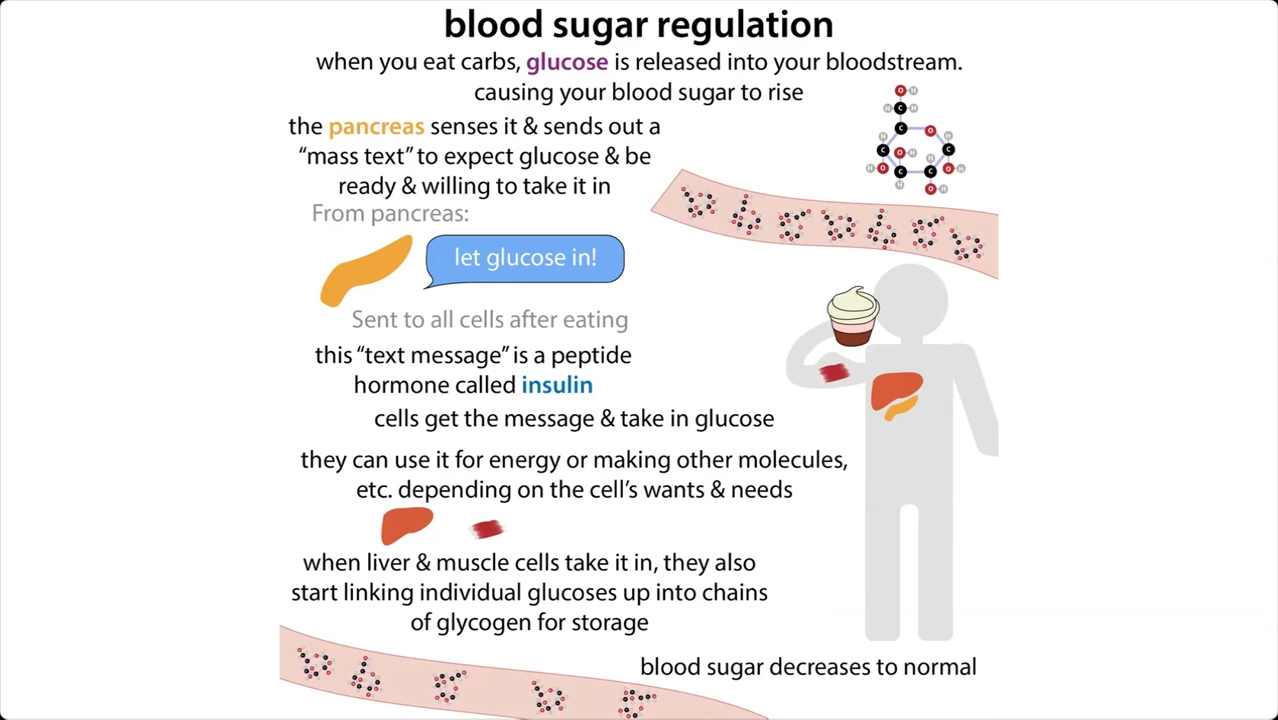 blood sugar regulation
when you eat carbs, glucose is released into your bloodstream.
causing your blood sugar to rise
the pancreas senses it & sends out a
“mass text” to expect glucose & be
ready & willing to take it in
From pancreas:
let glucose in!
Sent to all cells after eating
this “text message” is a peptide
hormone called insulin
cells get the message & take in glucose
they can use it for energy or making other molecules,
etc. depending on the cell’s wants & needs
when liver & muscle cells take it in, they also
start linking individual glucoses up into chains
of glycogen for storage
blood sugar decreases to normal